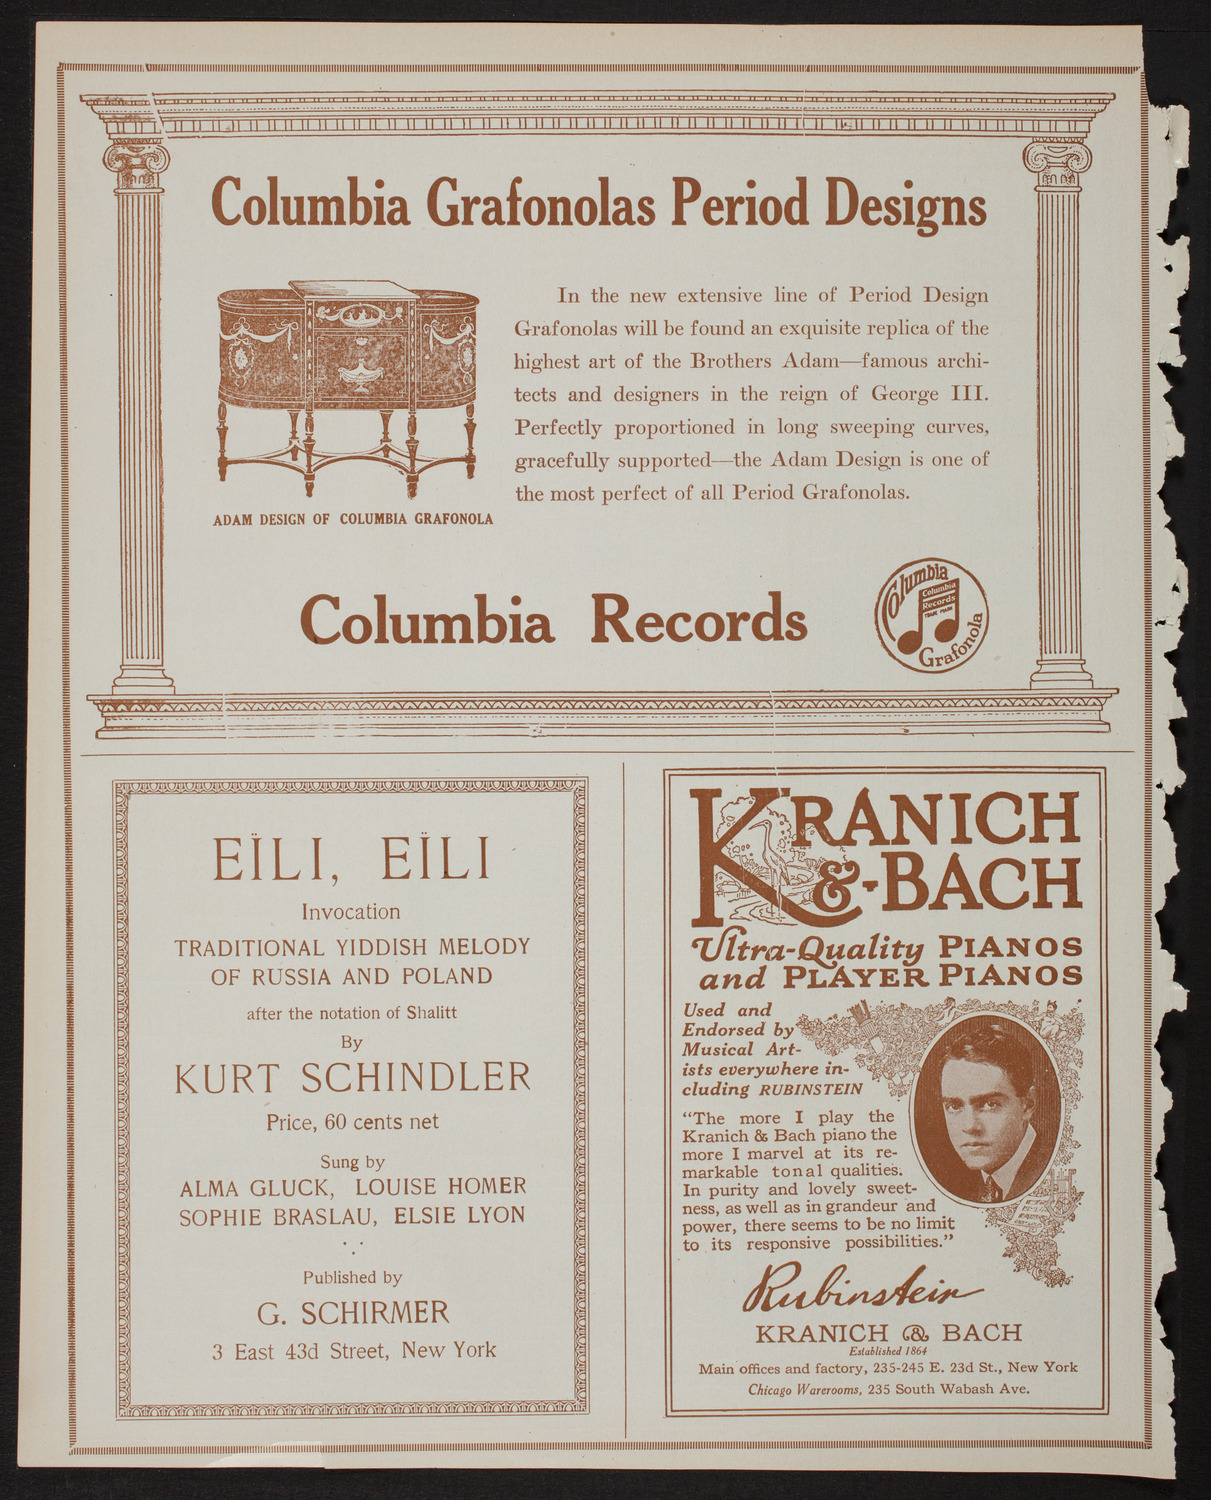 Columbia Grafonolas Period Designs
In the new extensive line of Period Design
Grafonolas will be found an exquisite replica of the
highest art of the Brothers Adam—famous archi-
tects and designers in the reign of George III.
Perfectly proportioned in long sweeping curves,
gracefully supported—the Adam Design is one of
the most perfect of all Period Grafonolas.
ADAM DESIGN OF COLUMBIA GRAFONOLA
Columbia Records
Columbia
Columbia
Records
TRADE MARK
Grafonola
EÏLI, EÏLI
Invocation
TRADITIONAL YIDDISH MELODY
OF RUSSIA AND POLAND
after the notation of Shalitt
By
KURT SCHINDLER
Price, 60 cents net
Sung by
ALMA GLUCK, LOUISE HOMER
SOPHIE BRASLAU, ELSIE LYON
Published by
G. SCHIRMER
3 East 43d Street, New York
KRANICH
&-BACH
Ultra-Quality PIANOS
and PLAYER PIANOS
Used and
Endorsed by
Musical Art-
ists everywhere in-
cluding RUBINSTEIN
"The more I play the
Kranich & Bach piano the
more I marvel at its re-
markable tonal qualities.
In purity and lovely sweet-
ness, as well as in grandeur and
power, there seems to be no limit
to its responsive possibilities."
Rubinstein
KRANICH & BACH
Established 1864
Main offices and factory, 235-245 E. 23d St., New York
Chicago Warerooms, 235 South Wabash Ave.